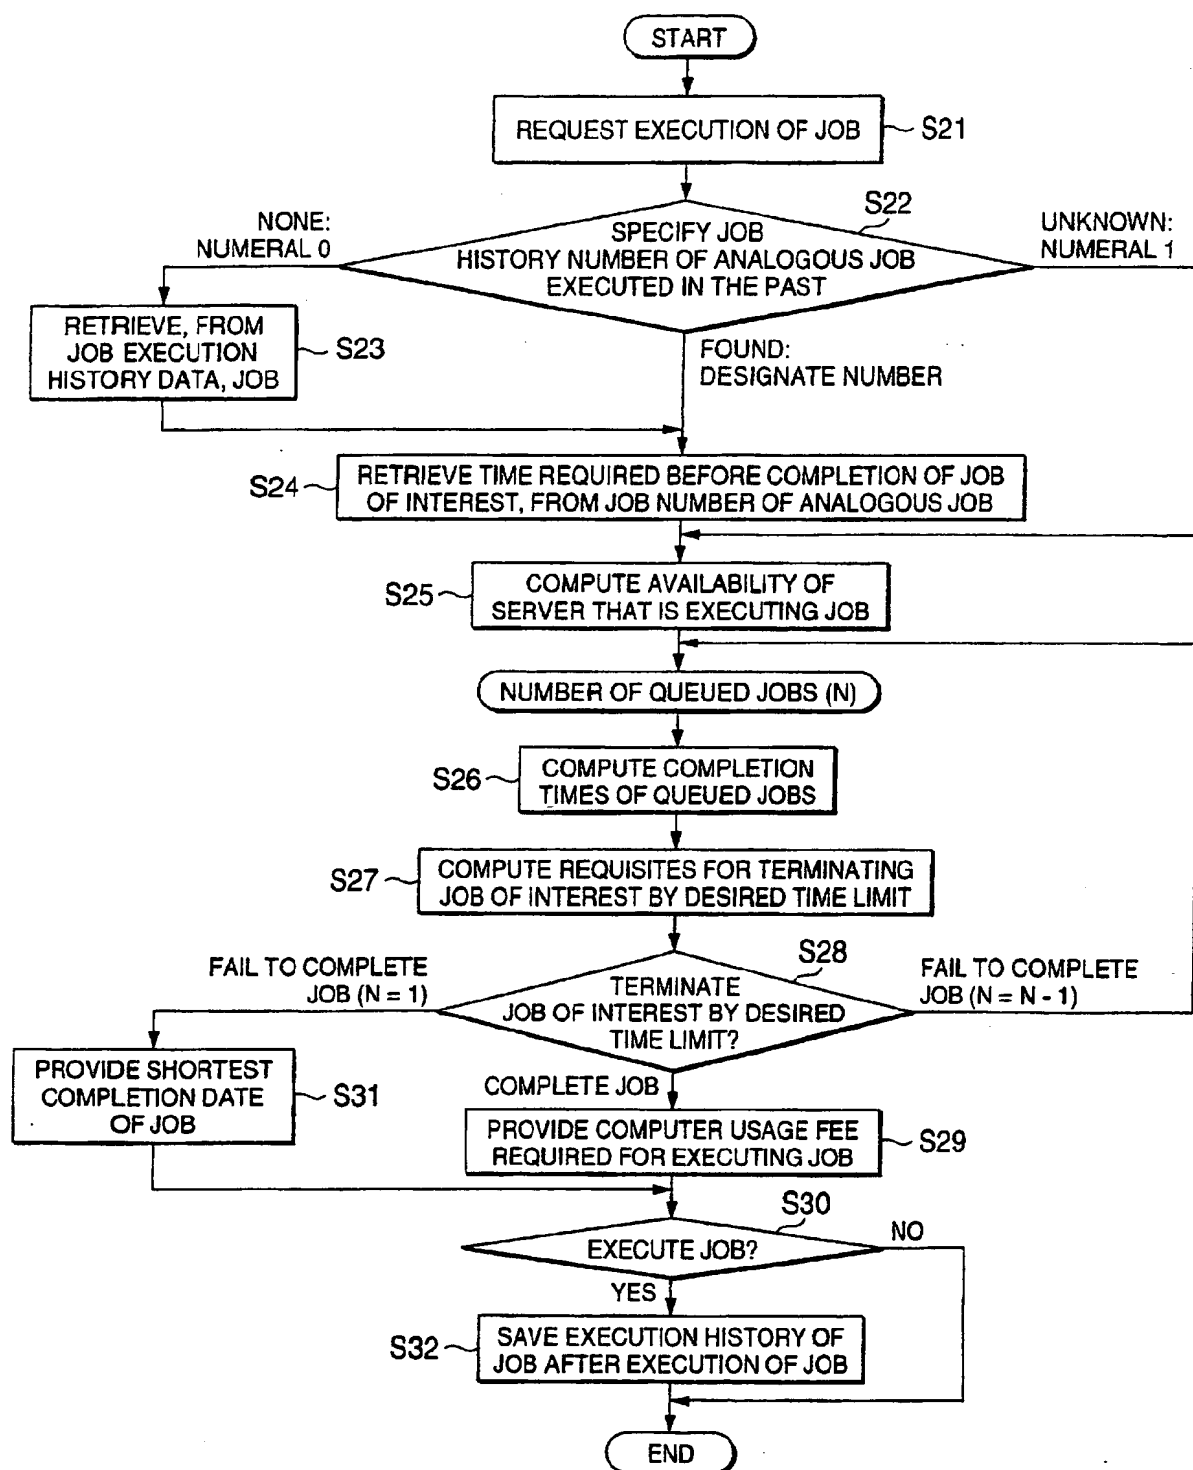 START
REQUEST EXECUTION OF JOB
S21
S22
NONE:
NUMERAL 0
SPECIFY JOB
HISTORY NUMBER OF ANALOGOUS JOB
EXECUTED IN THE PAST
UNKNOWN:
NUMERAL 1
RETRIEVE, FROM
JOB EXECUTION
HISTORY DATA, JOB
S23
FOUND:
DESIGNATE NUMBER
S24
RETRIEVE TIME REQUIRED BEFORE COMPLETION OF JOB
OF INTEREST, FROM JOB NUMBER OF ANALOGOUS JOB
S25
COMPUTE AVAILABILITY OF
SERVER THAT IS EXECUTING JOB
NUMBER OF QUEUED JOBS (N)
S26
COMPUTE COMPLETION
TIMES OF QUEUED JOBS
S27
COMPUTE REQUISITES FOR TERMINATING
JOB OF INTEREST BY DESIRED TIME LIMIT
S28
FAIL TO COMPLETE
JOB (N = 1)
TERMINATE
JOB OF INTEREST BY DESIRED
TIME LIMIT?
FAIL TO COMPLETE
JOB (N = N - 1)
PROVIDE SHORTEST
COMPLETION DATE
OF JOB
S31
COMPLETE JOB
PROVIDE COMPUTER USAGE FEE
REQUIRED FOR EXECUTING JOB
S29
S30
EXECUTE JOB?
NO
YES
S32
SAVE EXECUTION HISTORY OF
JOB AFTER EXECUTION OF JOB
END